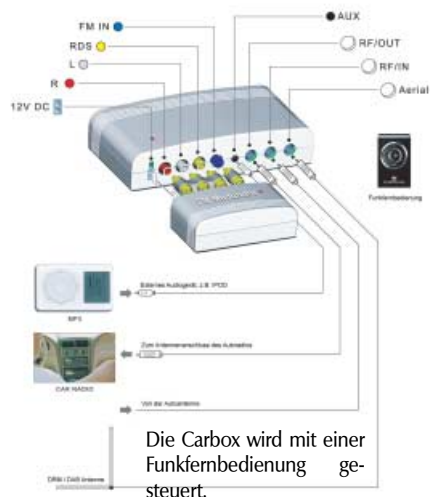 FM IN
AUX
RDS
RF/OUT
L
RF/IN
R
Aerial
12V DC
Funkfernbedienung
Externes Audiogerät, z.B. IPOD
MP3
Zum Antennenanschluss des Autoradios
CAR RADIO
Von der Autoantenne
DRM / DAB Antenne
Die Carbox wird mit einer
Funkfernbedienung ge-
steuert.